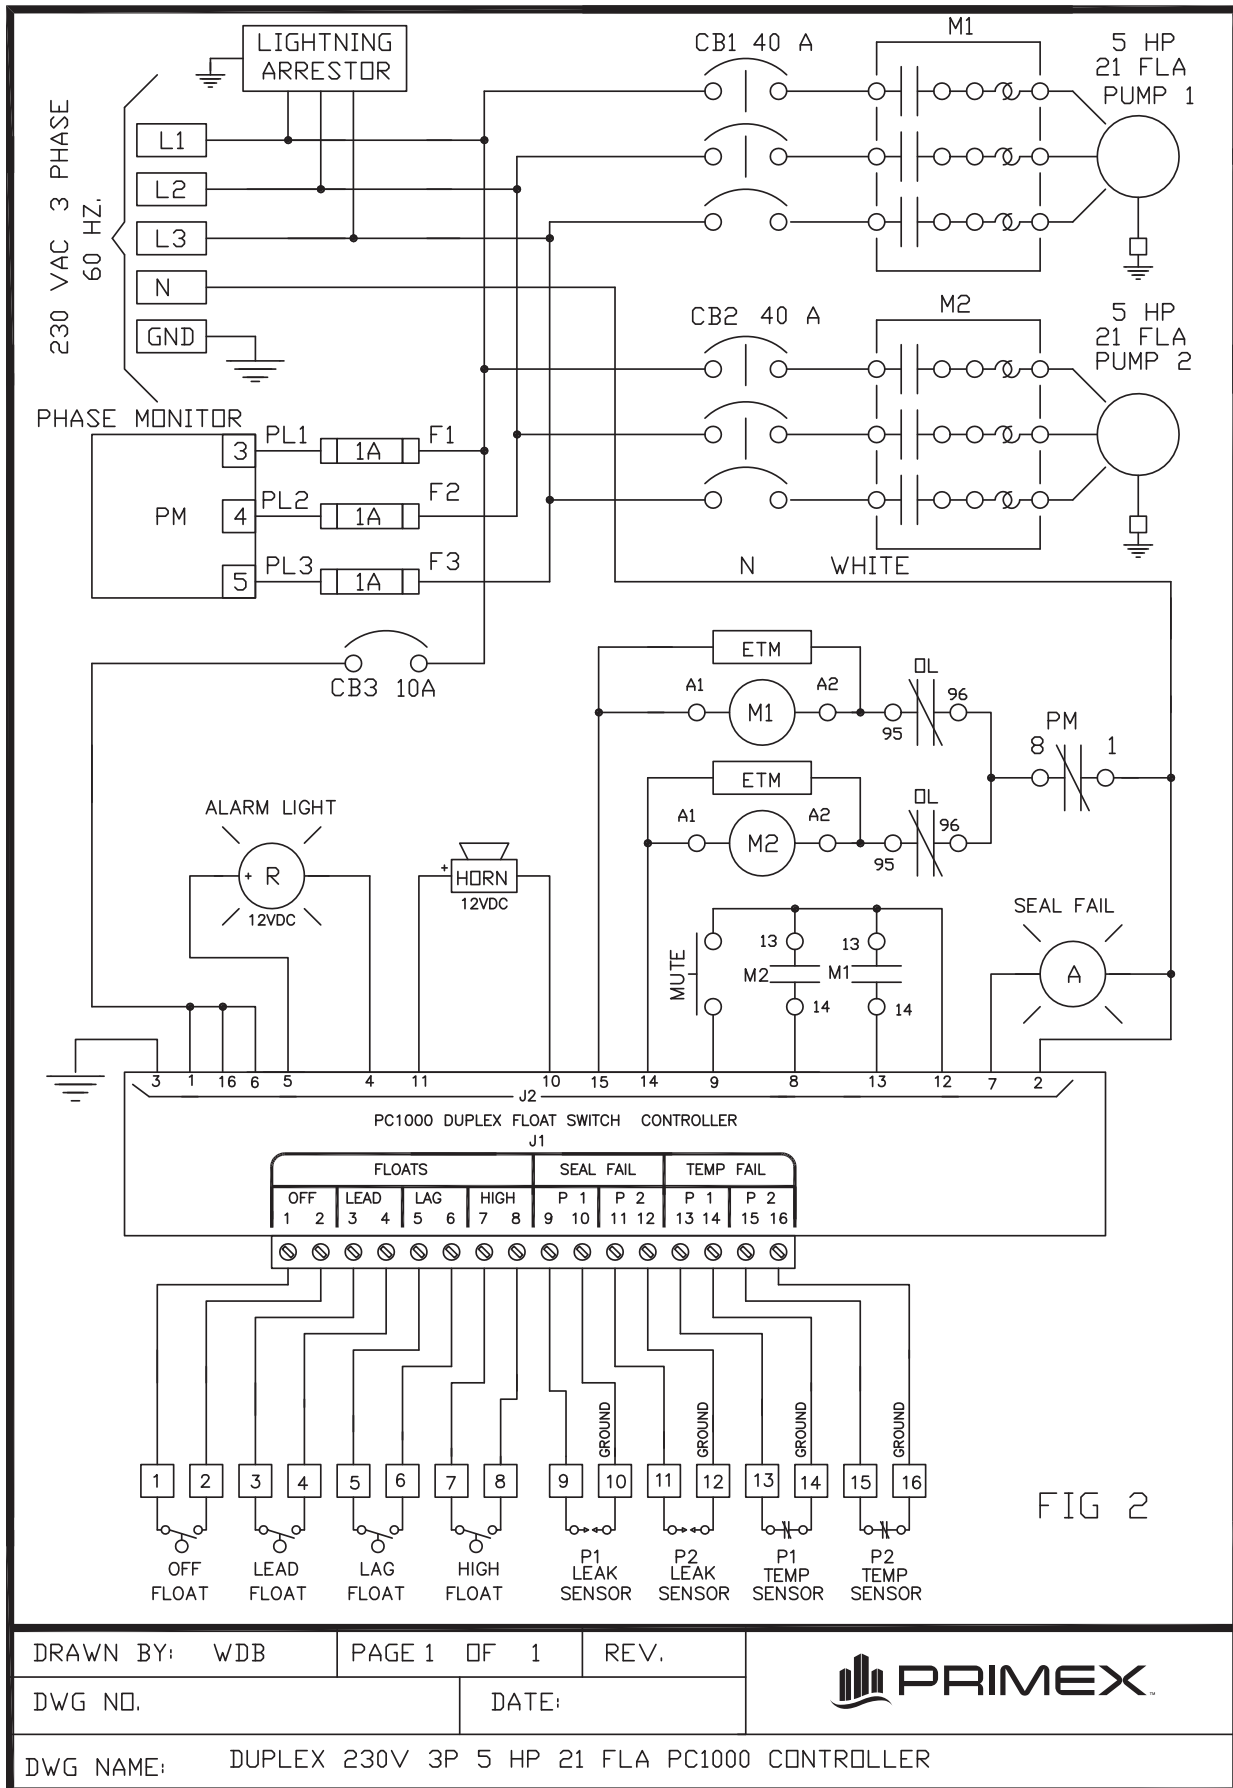 LIGHTNING
ARRESTOR
230 VAC 3 PHASE
60 HZ.
L1
L2
L3
N
GND
CB1 40 A
M1
5 HP
21 FLA
PUMP 1
CB2 40 A
M2
5 HP
21 FLA
PUMP 2
PHASE MONITOR
PM
3 PL1 1A F1
4 PL2 1A F2
5 PL3 1A F3
N WHITE
CB3 10A
ETM
A1 M1 A2
OL
95 96
PM
8 1
ETM
A1 M2 A2
OL
95 96
ALARM LIGHT
+ R
12VDC
+ HORN
12VDC
MUTE
13 M2 14
13 M1 14
SEAL FAIL
A
3 1 16 6 5 4 11 10 15 14 9 8 13 12 7 2
J2
PC1000 DUPLEX FLOAT SWITCH CONTROLLER
J1
FLOATS SEAL FAIL TEMP FAIL
OFF LEAD LAG HIGH P 1 P 2 P 1 P 2
1 2 3 4 5 6 7 8 9 10 11 12 13 14 15 16
GROUND GROUND GROUND GROUND
1 2 3 4 5 6 7 8 9 10 11 12 13 14 15 16
OFF
FLOAT
LEAD
FLOAT
LAG
FLOAT
HIGH
FLOAT
P1
LEAK
SENSOR
P2
LEAK
SENSOR
P1
TEMP
SENSOR
P2
TEMP
SENSOR
FIG 2
DRAWN BY: WDB
PAGE 1 OF 1
REV.
DWG NO.
DATE:
PRIMEX™
DWG NAME: DUPLEX 230V 3P 5 HP 21 FLA PC1000 CONTROLLER